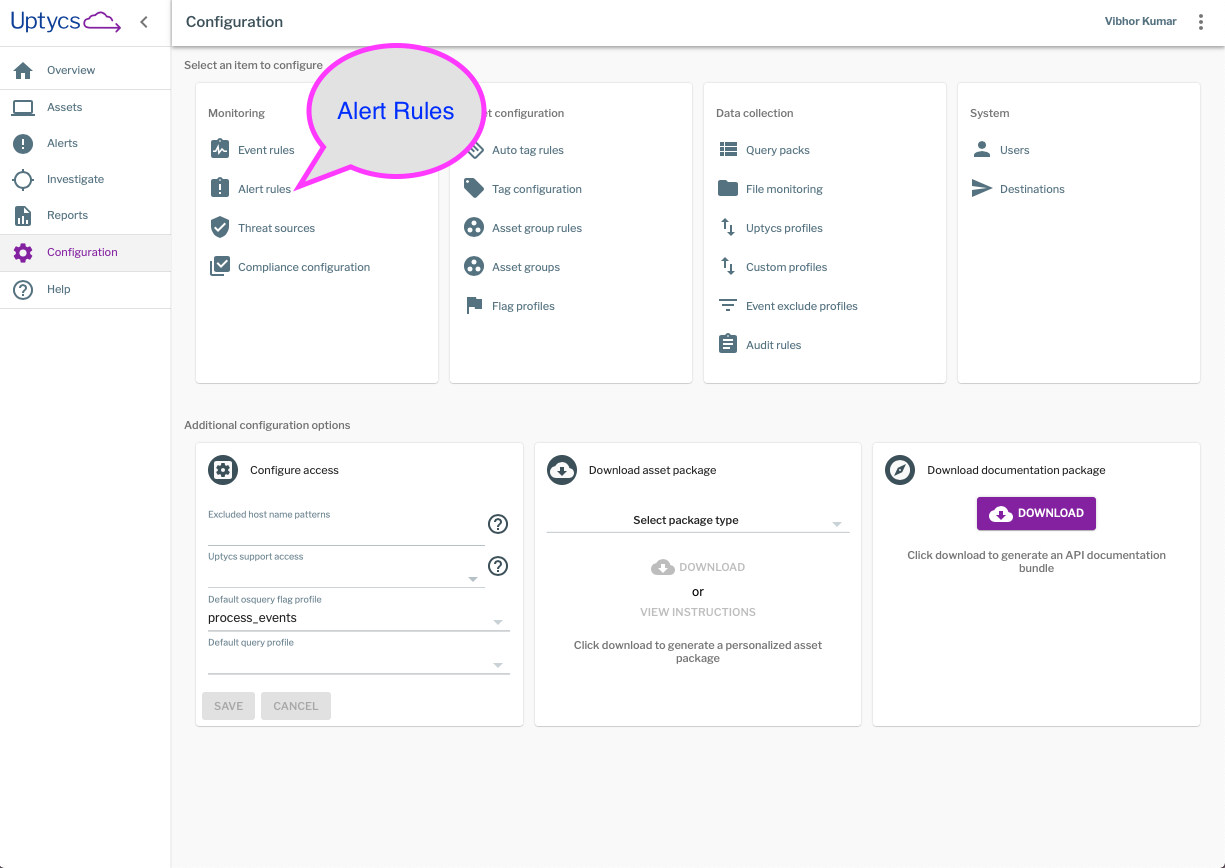 Uptycs
Configuration
Vibhor Kumar
Overview
Assets
Alerts
Investigate
Reports
Configuration
Help
Select an item to configure
Alert Rules
Monitoring
Event rules
Alert rules
Threat sources
Compliance configuration
configuration
Auto tag rules
Tag configuration
Asset group rules
Asset groups
Flag profiles
Data collection
Query packs
File monitoring
Uptycs profiles
Custom profiles
Event exclude profiles
Audit rules
System
Users
Destinations
Additional configuration options
Configure access
Excluded host name patterns
Uptycs support access
Default osquery flag profile
process_events
Default query profile
SAVE
CANCEL
Download asset package
Select package type
DOWNLOAD
or
VIEW INSTRUCTIONS
Click download to generate a personalized asset
package
Download documentation package
DOWNLOAD
Click download to generate an API documentation
bundle